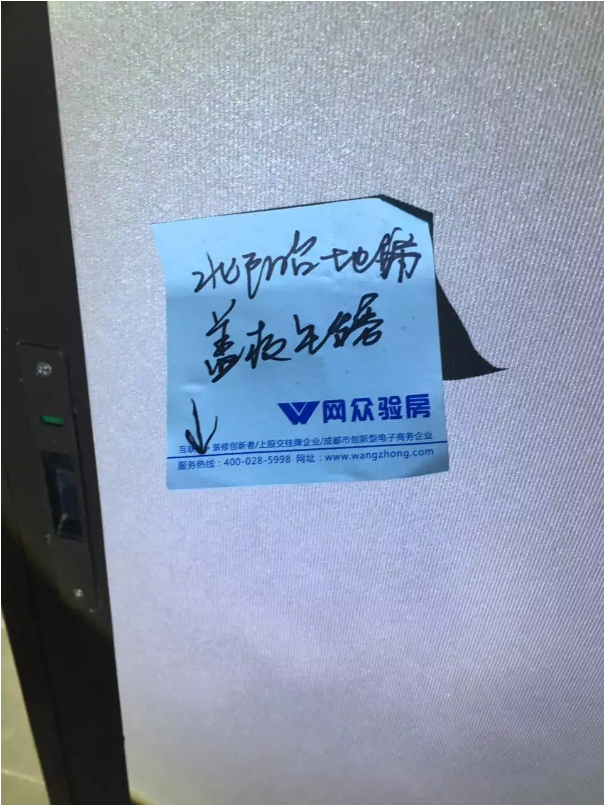 北阳台地漏
盖板
网众验房
互联 装修创新者/上股交挂牌企业/成都市创新型电子商务企业
服务热线:400-028-5998 网址:www.wangzhong.com